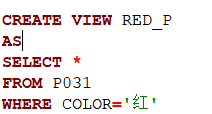 CREATE VIEW RED_P
AS
SELECT *
FROM P031
WHERE COLOR='红'